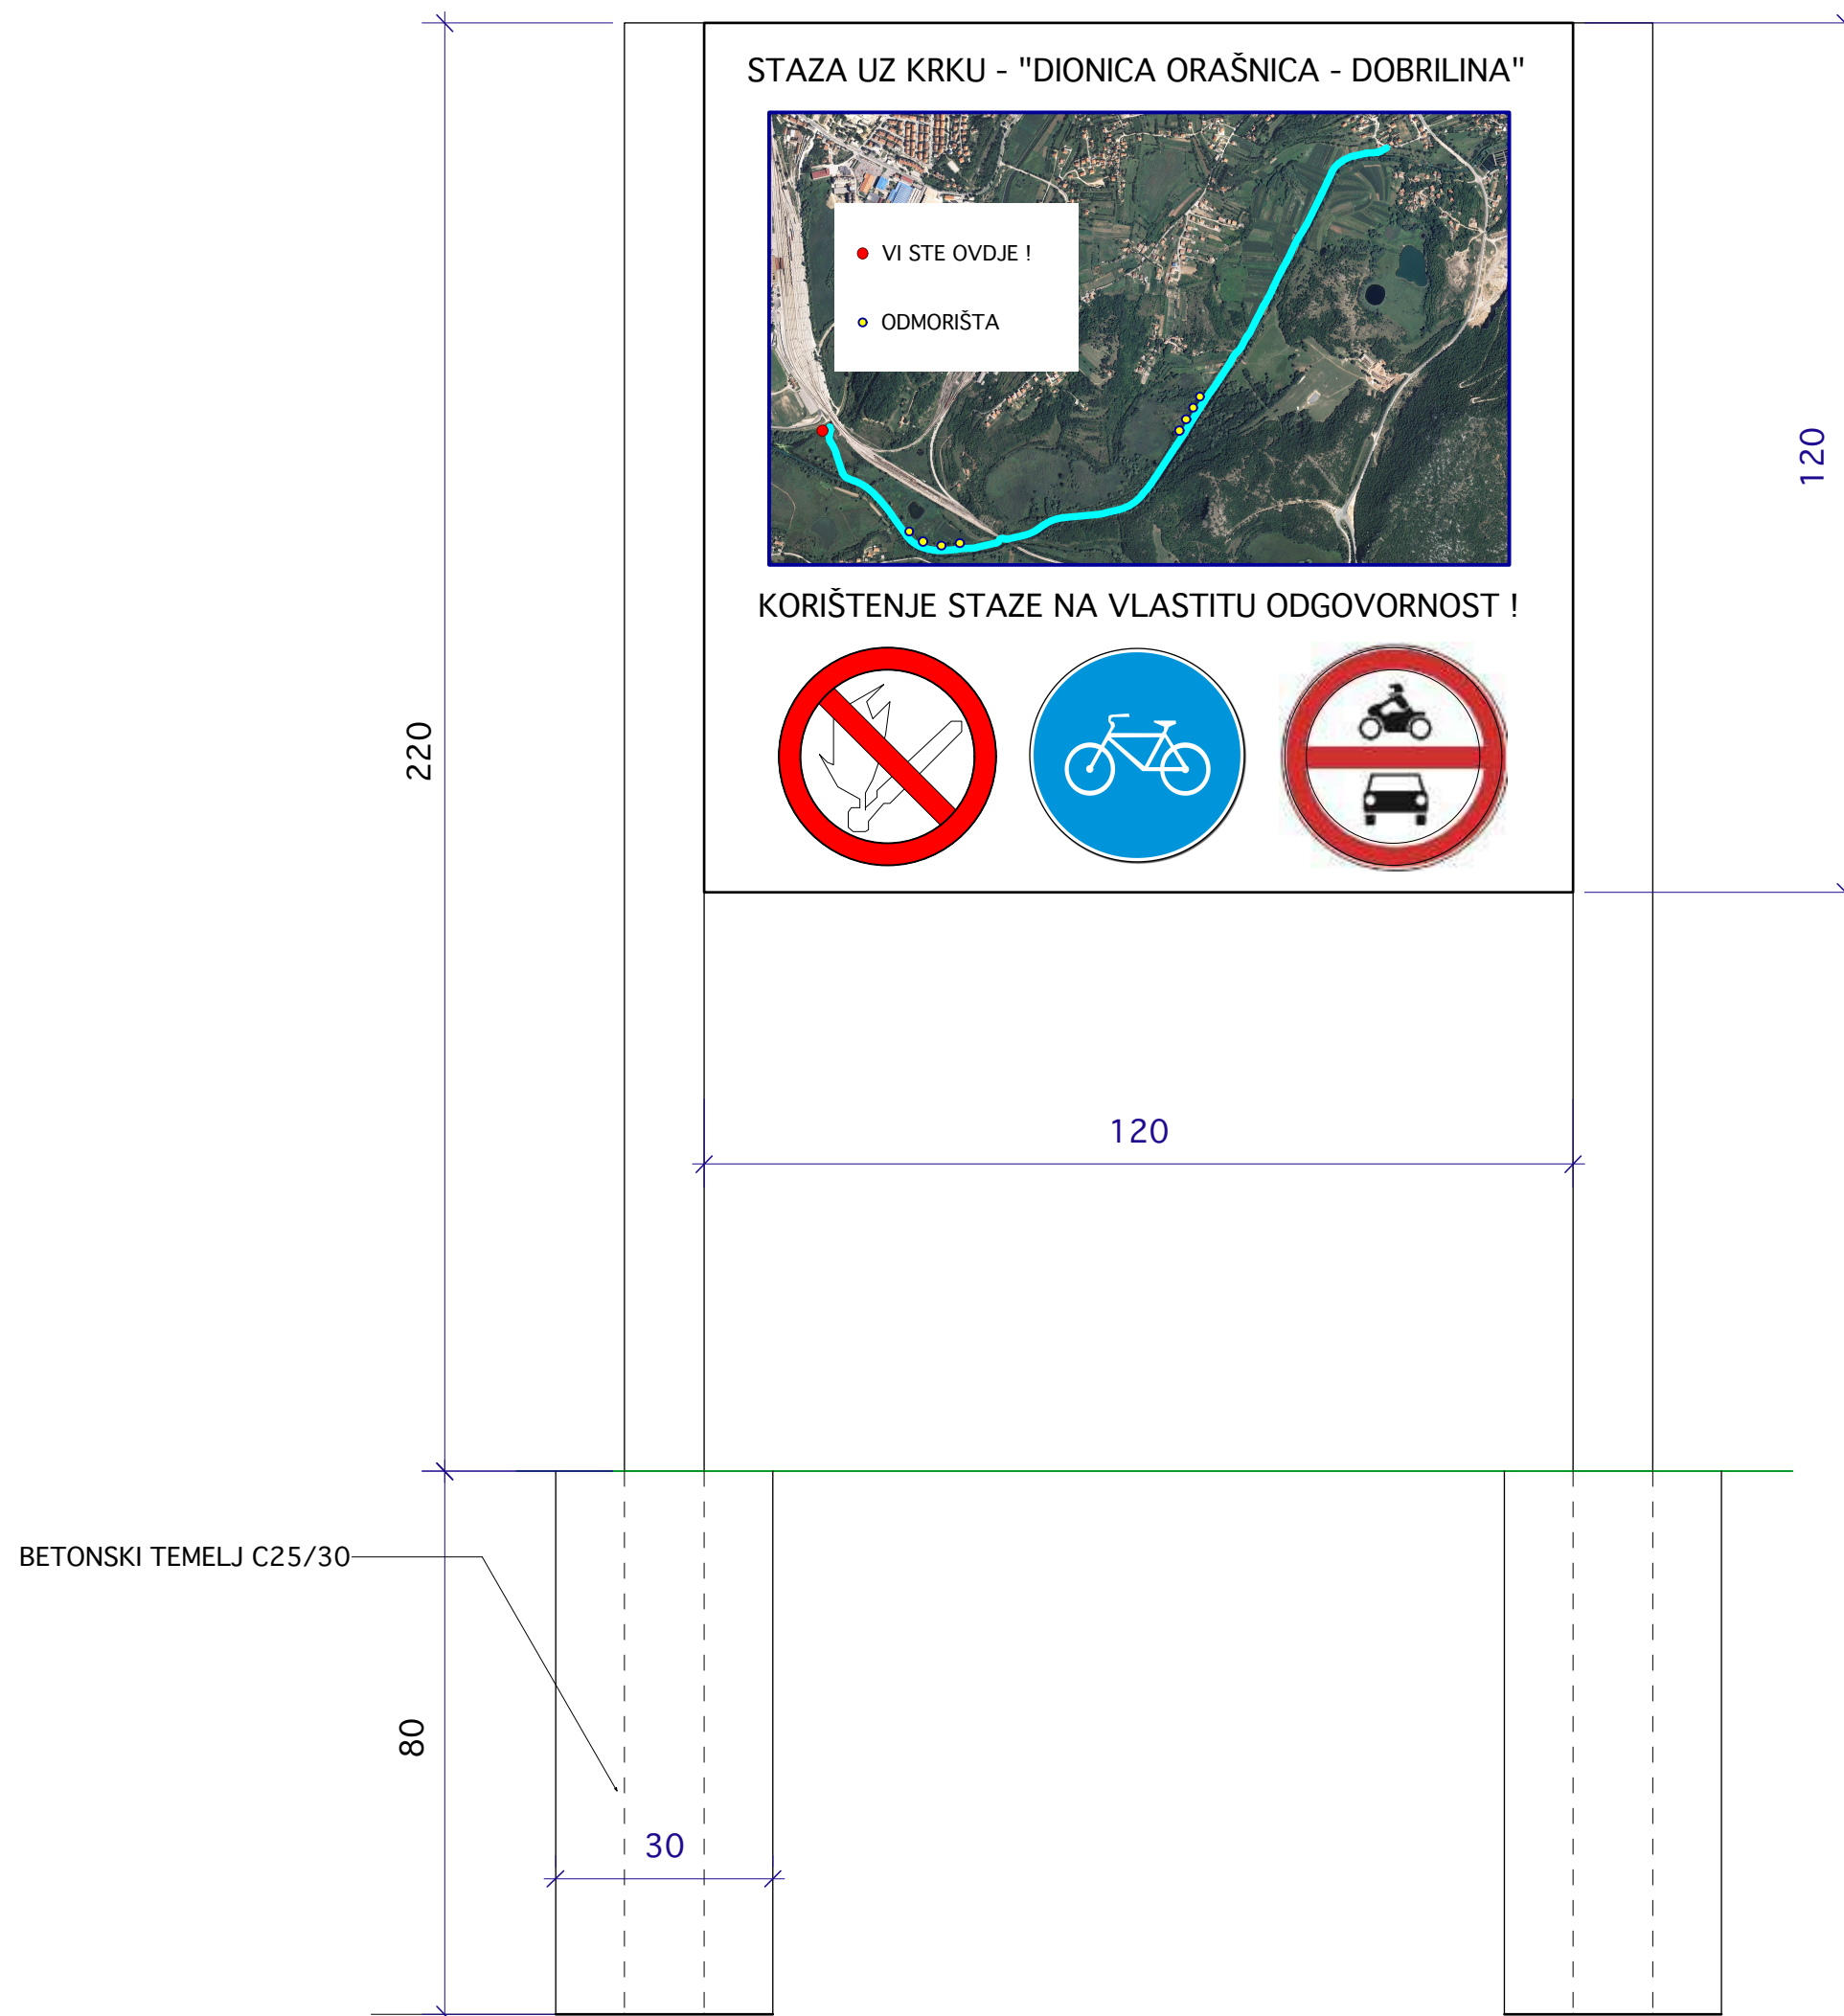 STAZA UZ KRKU - "DIONICA ORAŠNICA - DOBRILINA"
VI STE OVDJE !
ODMORIŠTA
KORIŠTENJE STAZE NA VLASTITU ODGOVORNOST !
120
220
120
BETONSKI TEMELJ C25/30
80
30